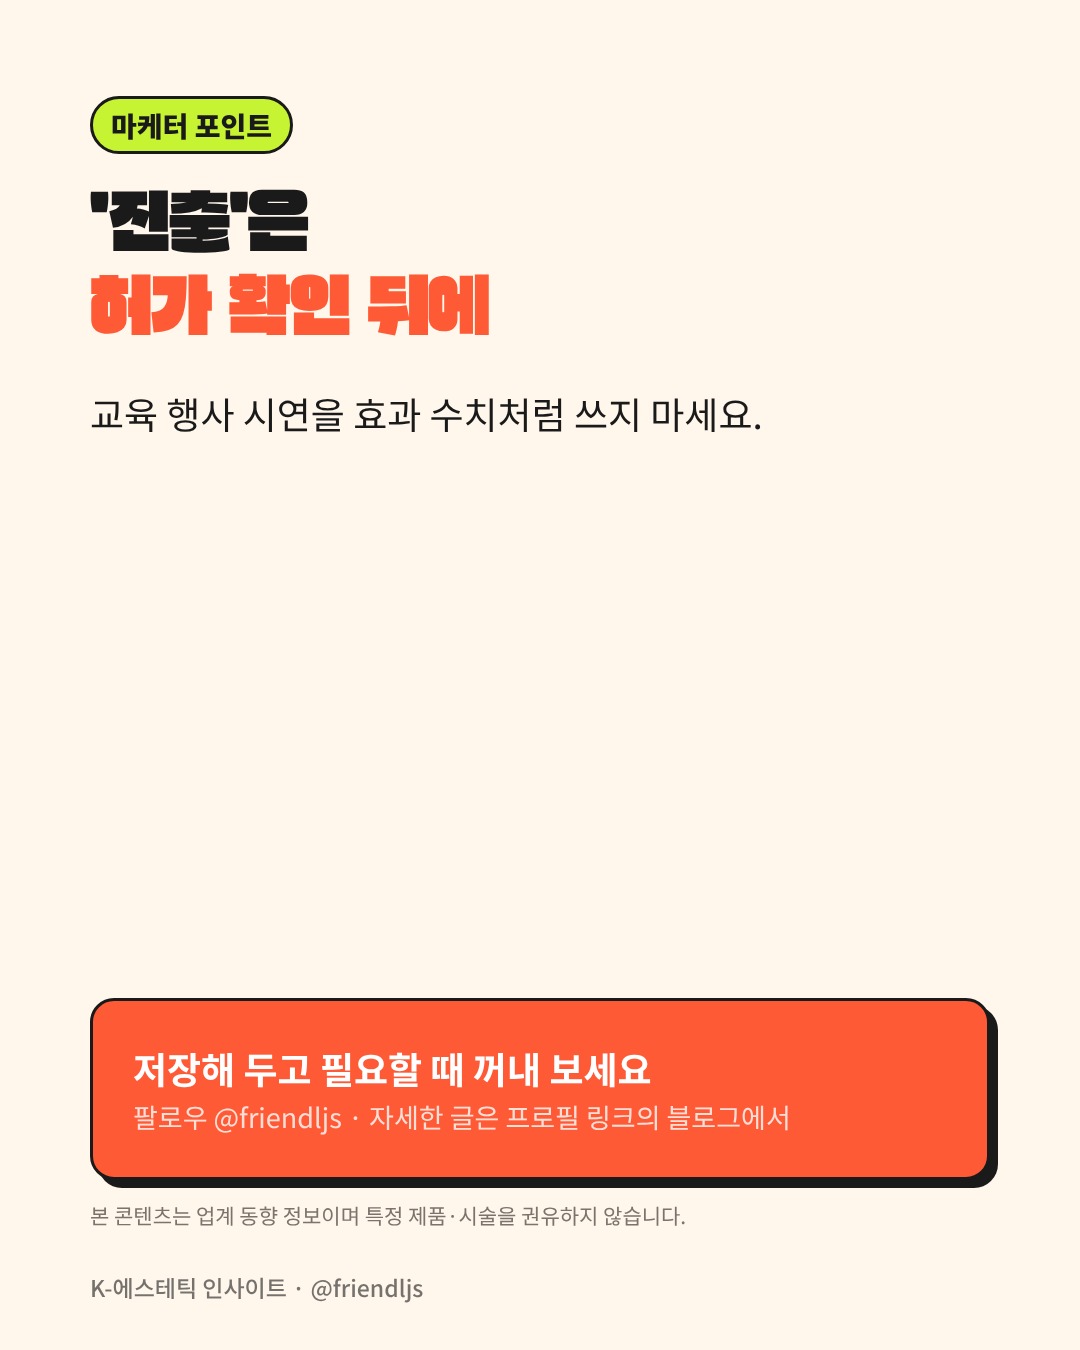 마케터 포인트
'진출'은
허가 확인 뒤에
교육 행사 시연을 효과 수치처럼 쓰지 마세요.
저장해 두고 필요할 때 꺼내 보세요
팔로우 @friendljs · 자세한 글은 프로필 링크의 블로그에서
본 콘텐츠는 업계 동향 정보이며 특정 제품·시술을 권유하지 않습니다.
K-에스테틱 인사이트 · @friendljs